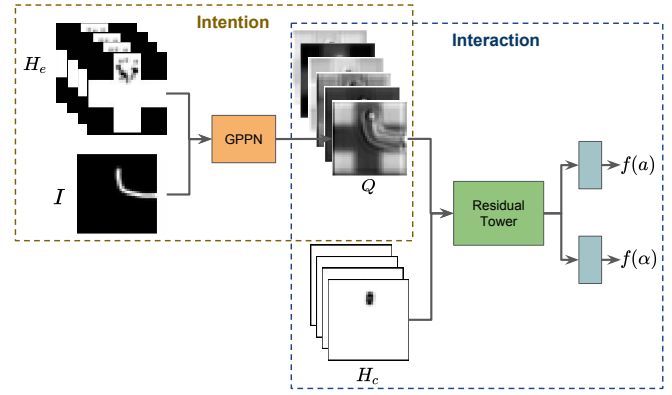 Intention
Interaction
H_e
GPPN
I
Q
Residual
Tower
f(a)
f(α)
H_c